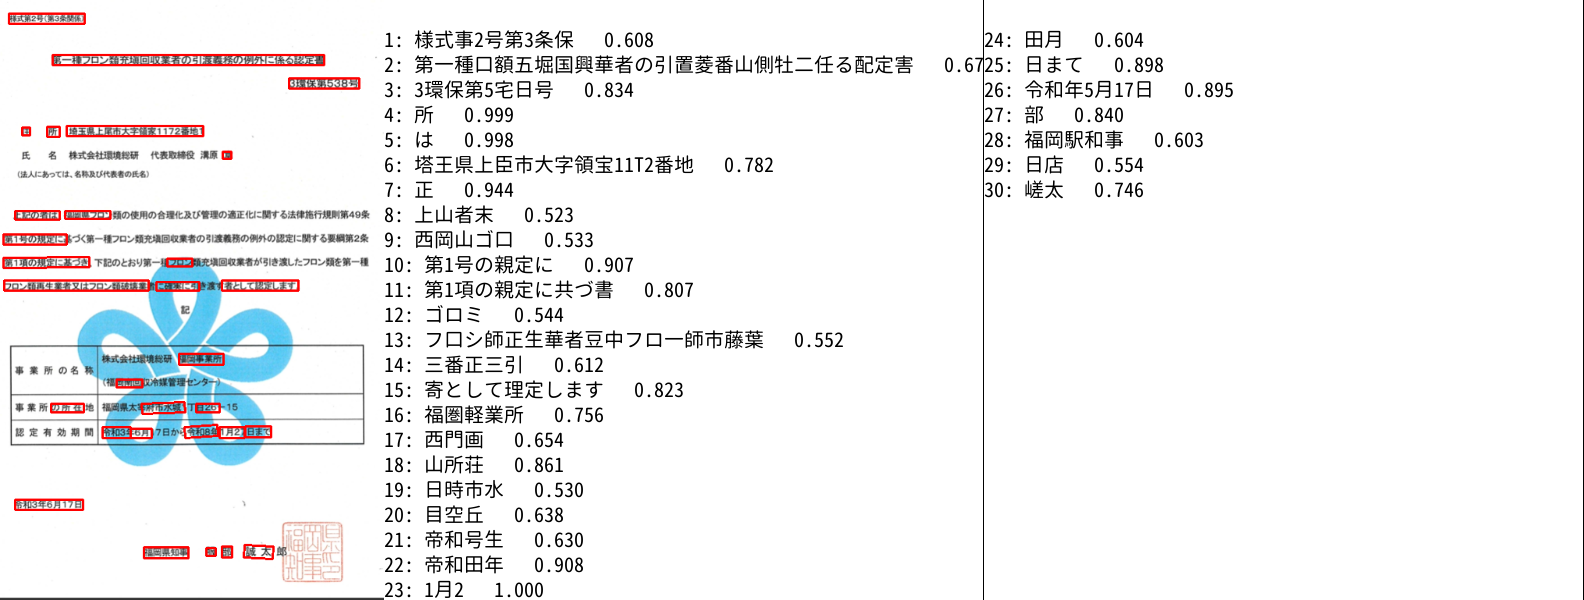 様式第2号(第3条関係)
第一種フロン類充塡回収業者の引渡義務の例外に係る認定書
3環保第538号
住 所 埼玉県上尾市大字領家1172番地1
氏 名 株式会社環境総研 代表取締役 溝原
(法人にあっては、名称及び代表者の氏名)
上記の者は、福岡県フロン類の使用の合理化及び管理の適正化に関する法律施行規則第49条
第1号の規定に基づく第一種フロン類充塡回収業者の引渡義務の例外の認定に関する要綱第2条
第1項の規定に基づき、下記のとおり第一種フロン類充塡回収業者が引き渡したフロン類を第一種
フロン類再生業者又はフロン類破壊業者に確実に引き渡す者として認定します。
記
事業所の名称
株式会社環境総研 福岡事業所
(福岡南回収冷媒管理センター)
事業所の所在地 福岡県太宰府市水城 丁目26-15
認定有効期間 令和3年6月17日から令和8年1月27日まで
令和3年6月17日
福岡県知事 服部 誠太郎
1: 様式事2号第3条保 0.608
2: 第一種口額五堀国興華者の引置菱番山側牡二任る配定害 0.67
3: 3環保第5宅日号 0.834
4: 所 0.999
5: は 0.998
6: 塔王県上臣市大字領宝11T2番地 0.782
7: 正 0.944
8: 上山者末 0.523
9: 西岡山ゴ口 0.533
10: 第1号の親定に 0.907
11: 第1項の親定に共づ書 0.807
12: ゴロミ 0.544
13: フロシ師正生華者豆中フロー師市藤葉 0.552
14: 三番正三引 0.612
15: 寄として理定します 0.823
16: 福圏軽業所 0.756
17: 西門画 0.654
18: 山所荘 0.861
19: 日時市水 0.530
20: 目空丘 0.638
21: 帝和号生 0.630
22: 帝和田年 0.908
23: 1月2 1.000
24: 田月 0.604
25: 日まて 0.898
26: 令和年5月17日 0.895
27: 部 0.840
28: 福岡駅和事 0.603
29: 日店 0.554
30: 嵯太 0.746